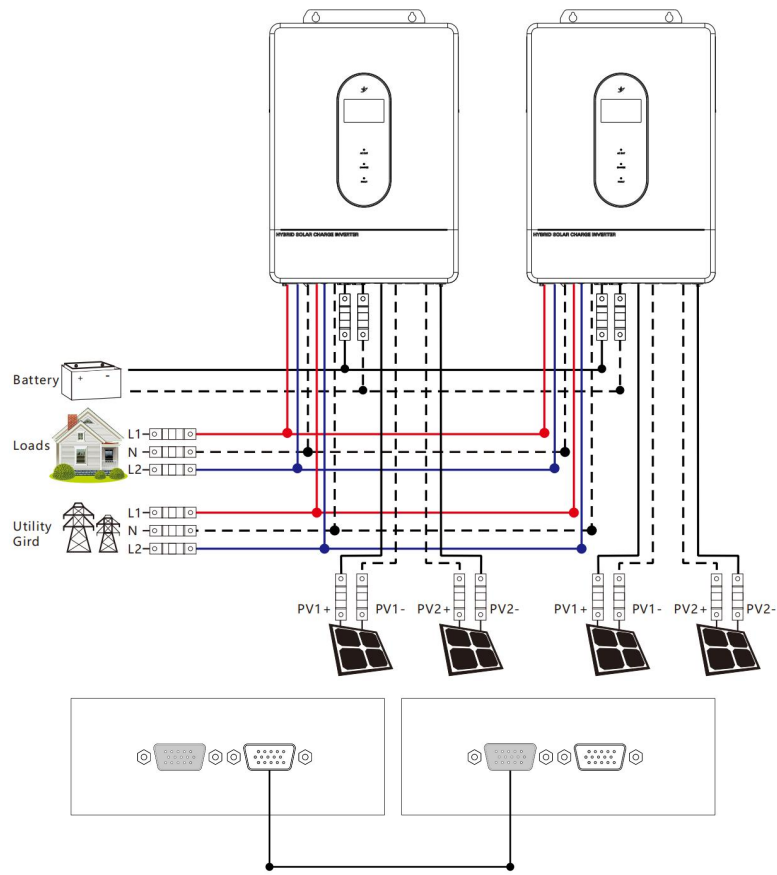 HYBRID SOLAR CHARGE INVERTER
HYBRID SOLAR CHARGE INVERTER
Battery
+ -
Loads
L1
N
L2
Utility
Gird
L1
N
L2
PV1+ PV1- PV2+ PV2- PV1+ PV1- PV2+ PV2-